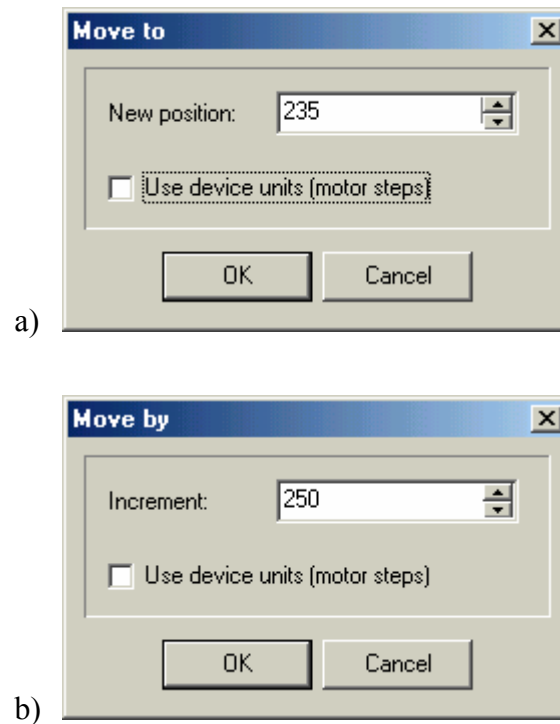 Move to
New position: 235
Use device units (motor steps)
OK Cancel
a)
Move by
Increment: 250
Use device units (motor steps)
OK Cancel
b)